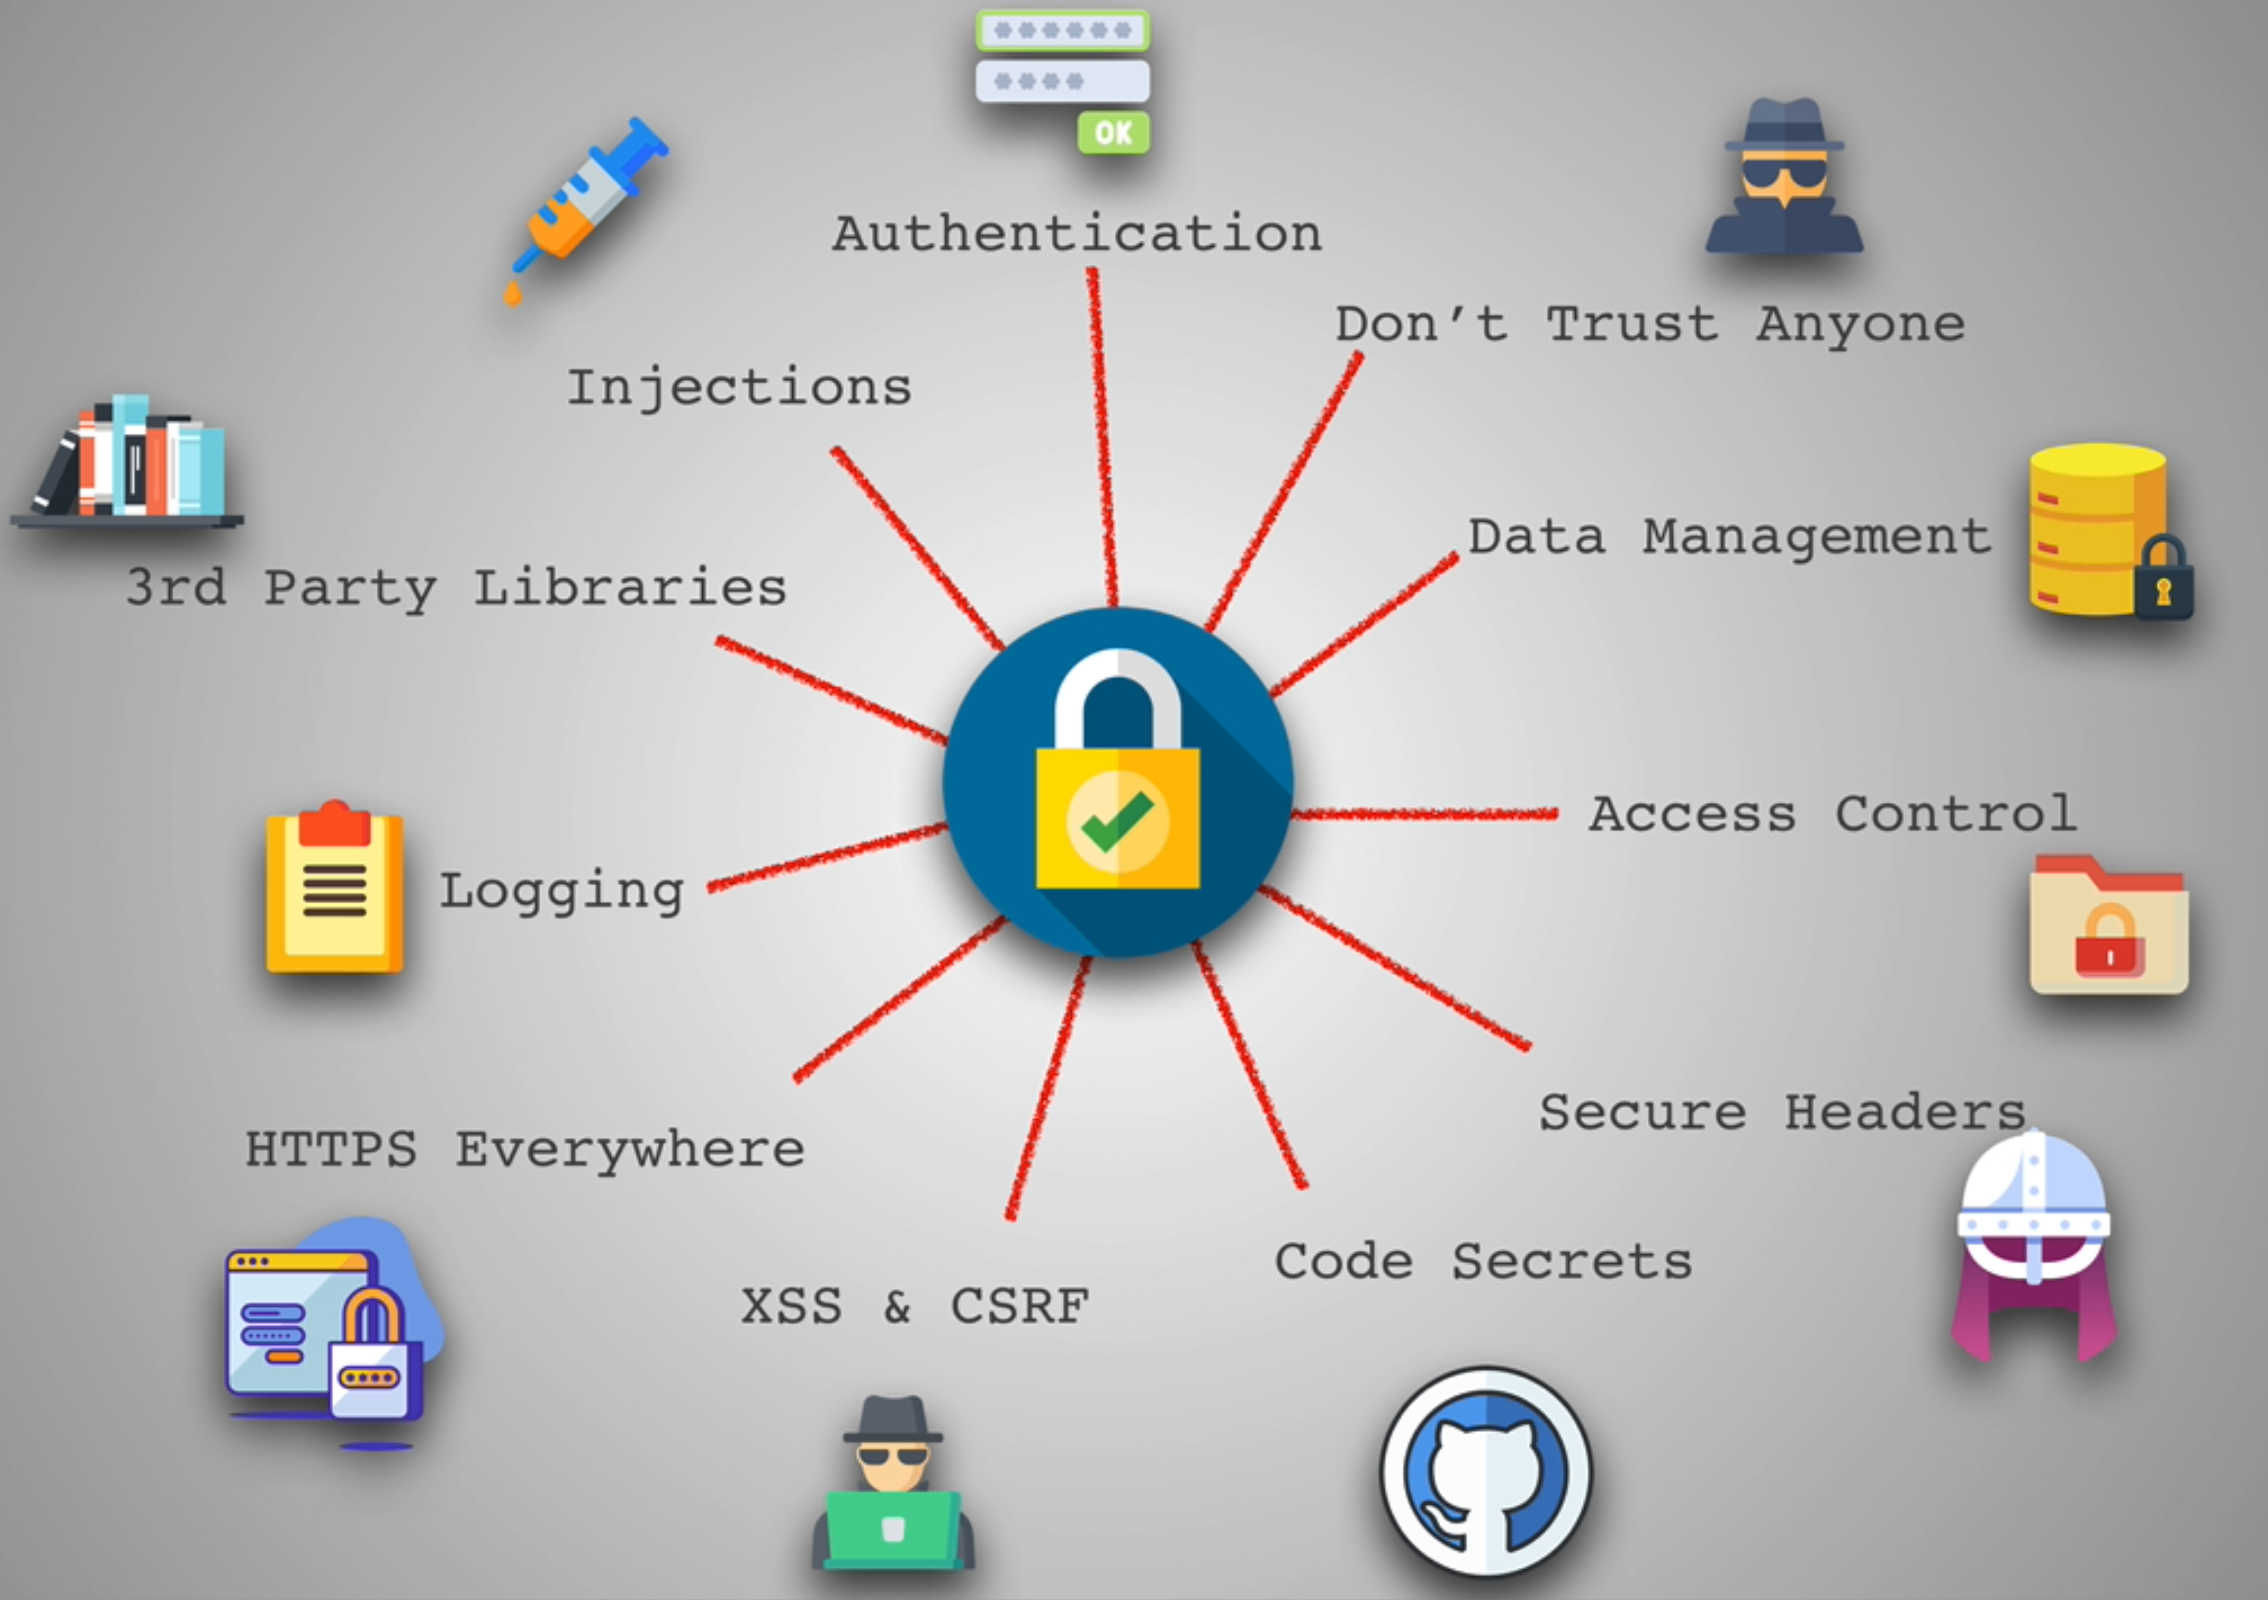 OK
Authentication
Don't Trust Anyone
Injections
Data Management
3rd Party Libraries
Access Control
Logging
Secure Headers
HTTPS Everywhere
Code Secrets
XSS & CSRF